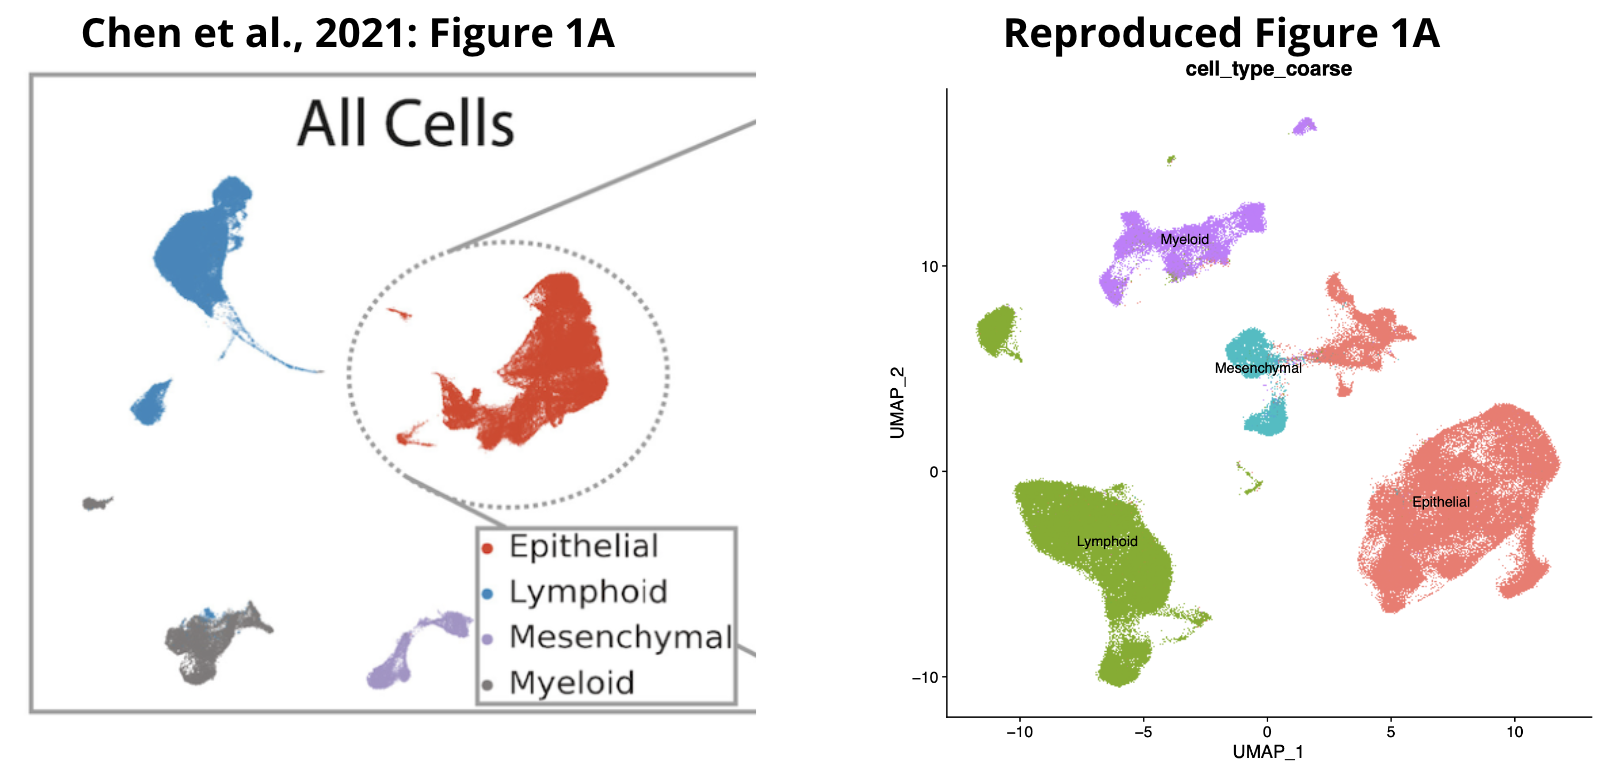 Chen et al., 2021: Figure 1A
All Cells
Epithelial
Lymphoid
Mesenchymal
Myeloid
Reproduced Figure 1A
cell_type_coarse
Myeloid
Mesenchymal
Epithelial
Lymphoid
UMAP_2
10
0
−10
−10
−5
0
5
10
UMAP_1